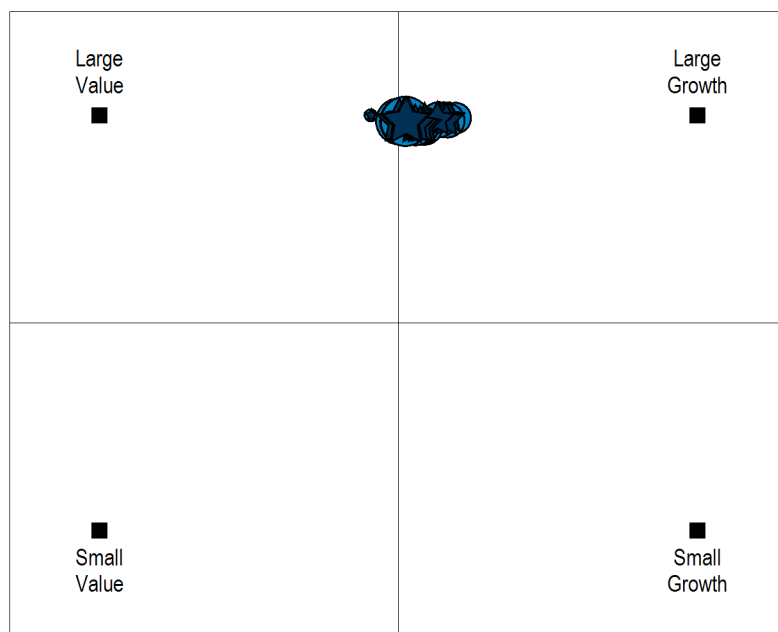 Large
Value
Large
Growth
Small
Value
Small
Growth